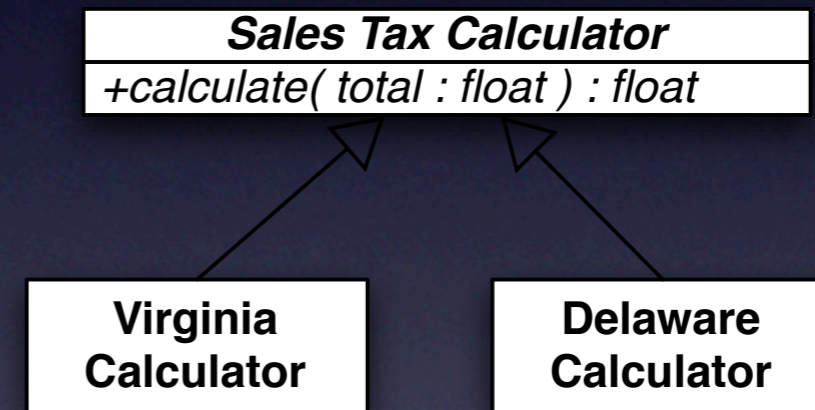 Sales Tax Calculator
+calculate( total : float ) : float
Virginia
Calculator
Delaware
Calculator